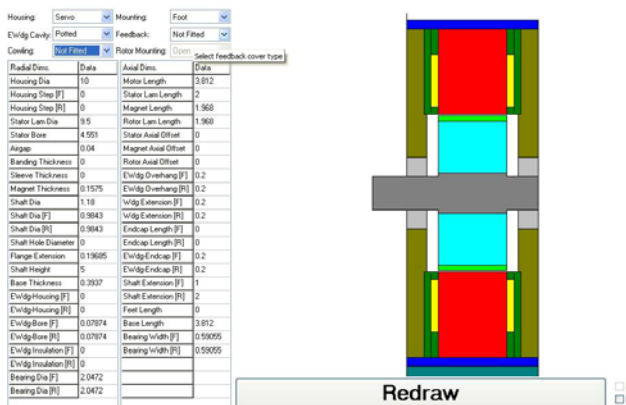 Housing: Servo Mounting: Foot
EWdg Cavity: Potted Feedback: Not Fitted
Cowling: Not Fitted Rotor Mounting: Open
Select feedback cover type
Radial Dims. Data Axial Dims. Data
Housing Dia 10 Motor Length 3.812
Housing Step [F] 0 Stator Lam Length 2
Housing Step [R] 0 Magnet Length 1.968
Stator Lam Dia 9.5 Rotor Lam Length 1.968
Stator Bore 4.551 Stator Axial Offset 0
Airgap 0.04 Magnet Axial Offset 0
Banding Thickness 0 Rotor Axial Offset 0
Sleeve Thickness 0 EWdg Overhang [F] 0.2
Magnet Thickness 0.1575 EWdg Overhang [R] 0.2
Shaft Dia 1.18 Wdg Extension [F] 0.2
Shaft Dia [F] 0.9843 Wdg Extension [R] 0.2
Shaft Dia [R] 0.9843 Endcap Length [F] 0
Shaft Hole Diameter 0 Endcap Length [R] 0
Flange Extension 0.19685 EWdg-Endcap [F] 0.2
Shaft Height 5 EWdg-Endcap [R] 0.2
Base Thickness 0.3937 Shaft Extension [F] 1
EWdg-Housing [F] 0 Shaft Extension [R] 2
EWdg-Housing [R] 0 Feet Length 0
EWdg-Bore [F] 0.07874 Base Length 3.812
EWdg-Bore [R] 0.07874 Bearing Width [F] 0.59055
EWdg Insulation [F] 0 Bearing Width [R] 0.59055
EWdg Insulation [R] 0
Bearing Dia [F] 2.0472
Bearing Dia [R] 2.0472
Redraw